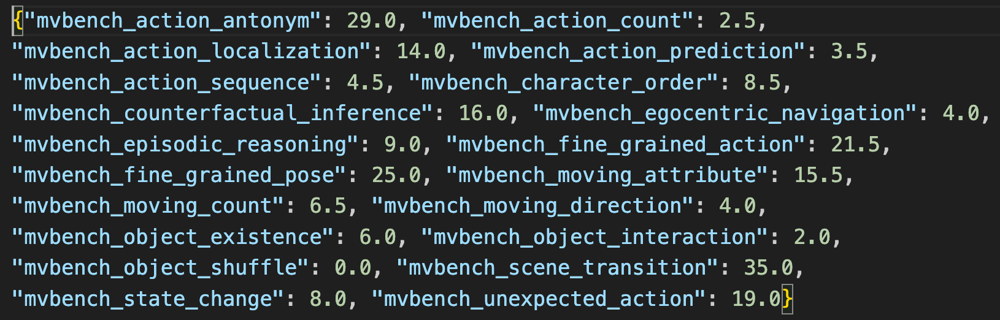 {"mvbench_action_antonym": 29.0, "mvbench_action_count": 2.5,
"mvbench_action_localization": 14.0, "mvbench_action_prediction": 3.5,
"mvbench_action_sequence": 4.5, "mvbench_character_order": 8.5,
"mvbench_counterfactual_inference": 16.0, "mvbench_egocentric_navigation": 4.0,
"mvbench_episodic_reasoning": 9.0, "mvbench_fine_grained_action": 21.5,
"mvbench_fine_grained_pose": 25.0, "mvbench_moving_attribute": 15.5,
"mvbench_moving_count": 6.5, "mvbench_moving_direction": 4.0,
"mvbench_object_existence": 6.0, "mvbench_object_interaction": 2.0,
"mvbench_object_shuffle": 0.0, "mvbench_scene_transition": 35.0,
"mvbench_state_change": 8.0, "mvbench_unexpected_action": 19.0}